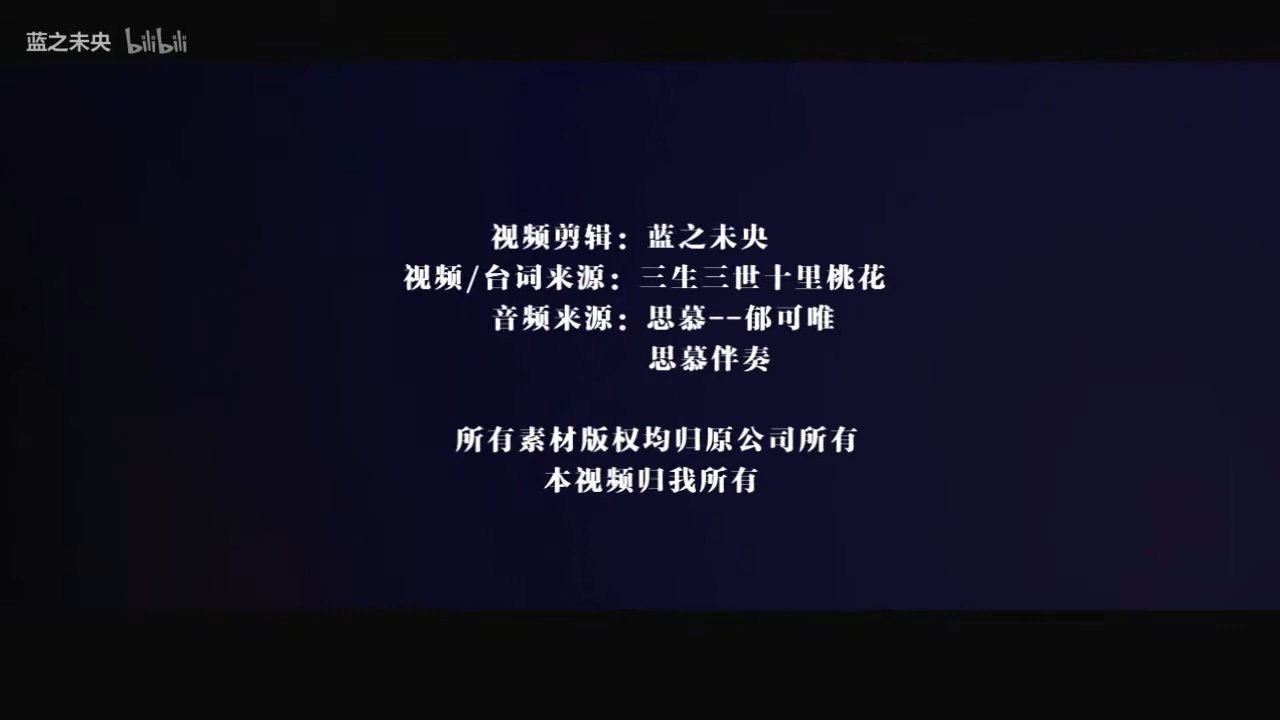 蓝之未央 bilibili
视频剪辑：蓝之未央
视频/台词来源：三生三世十里桃花
音频来源：思慕--郁可唯
思慕伴奏
所有素材版权均归原公司所有
本视频归我所有